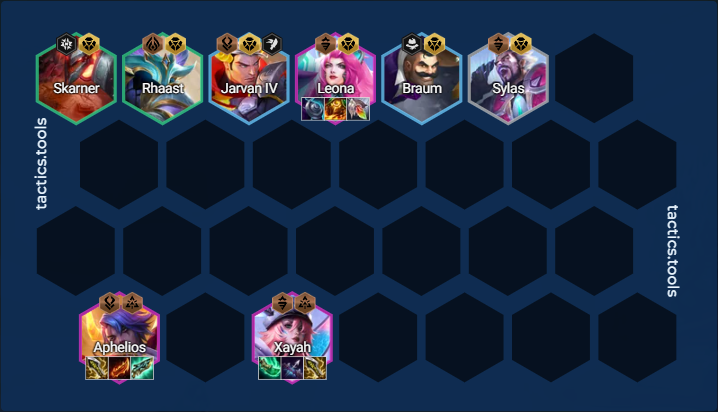 Skarner
Rhaast
Jarvan IV
Leona
Braum
Sylas
tactics.tools
tactics.tools
Aphelios
Xayah